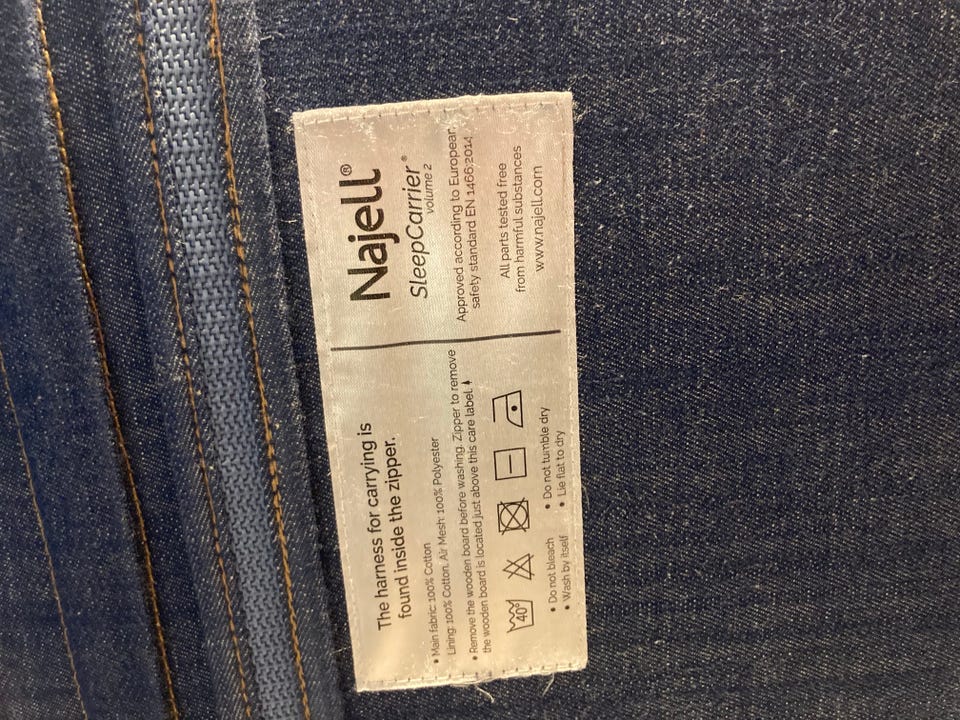 The harness for carrying is
found inside the zipper.
• Main fabric: 100% Cotton
Lining: 100% Cotton, Air Mesh: 100% Polyester
• Remove the wooden board before washing. Zipper to remove
the wooden board is located just above this care label.
40°
• Do not bleach
• Wash by itself
• Do not tumble dry
• Lie flat to dry
Najell®
SleepCarrier®
volume 2
Approved according to European
safety standard EN 1466:2014
All parts tested free
from harmful substances
www.najell.com